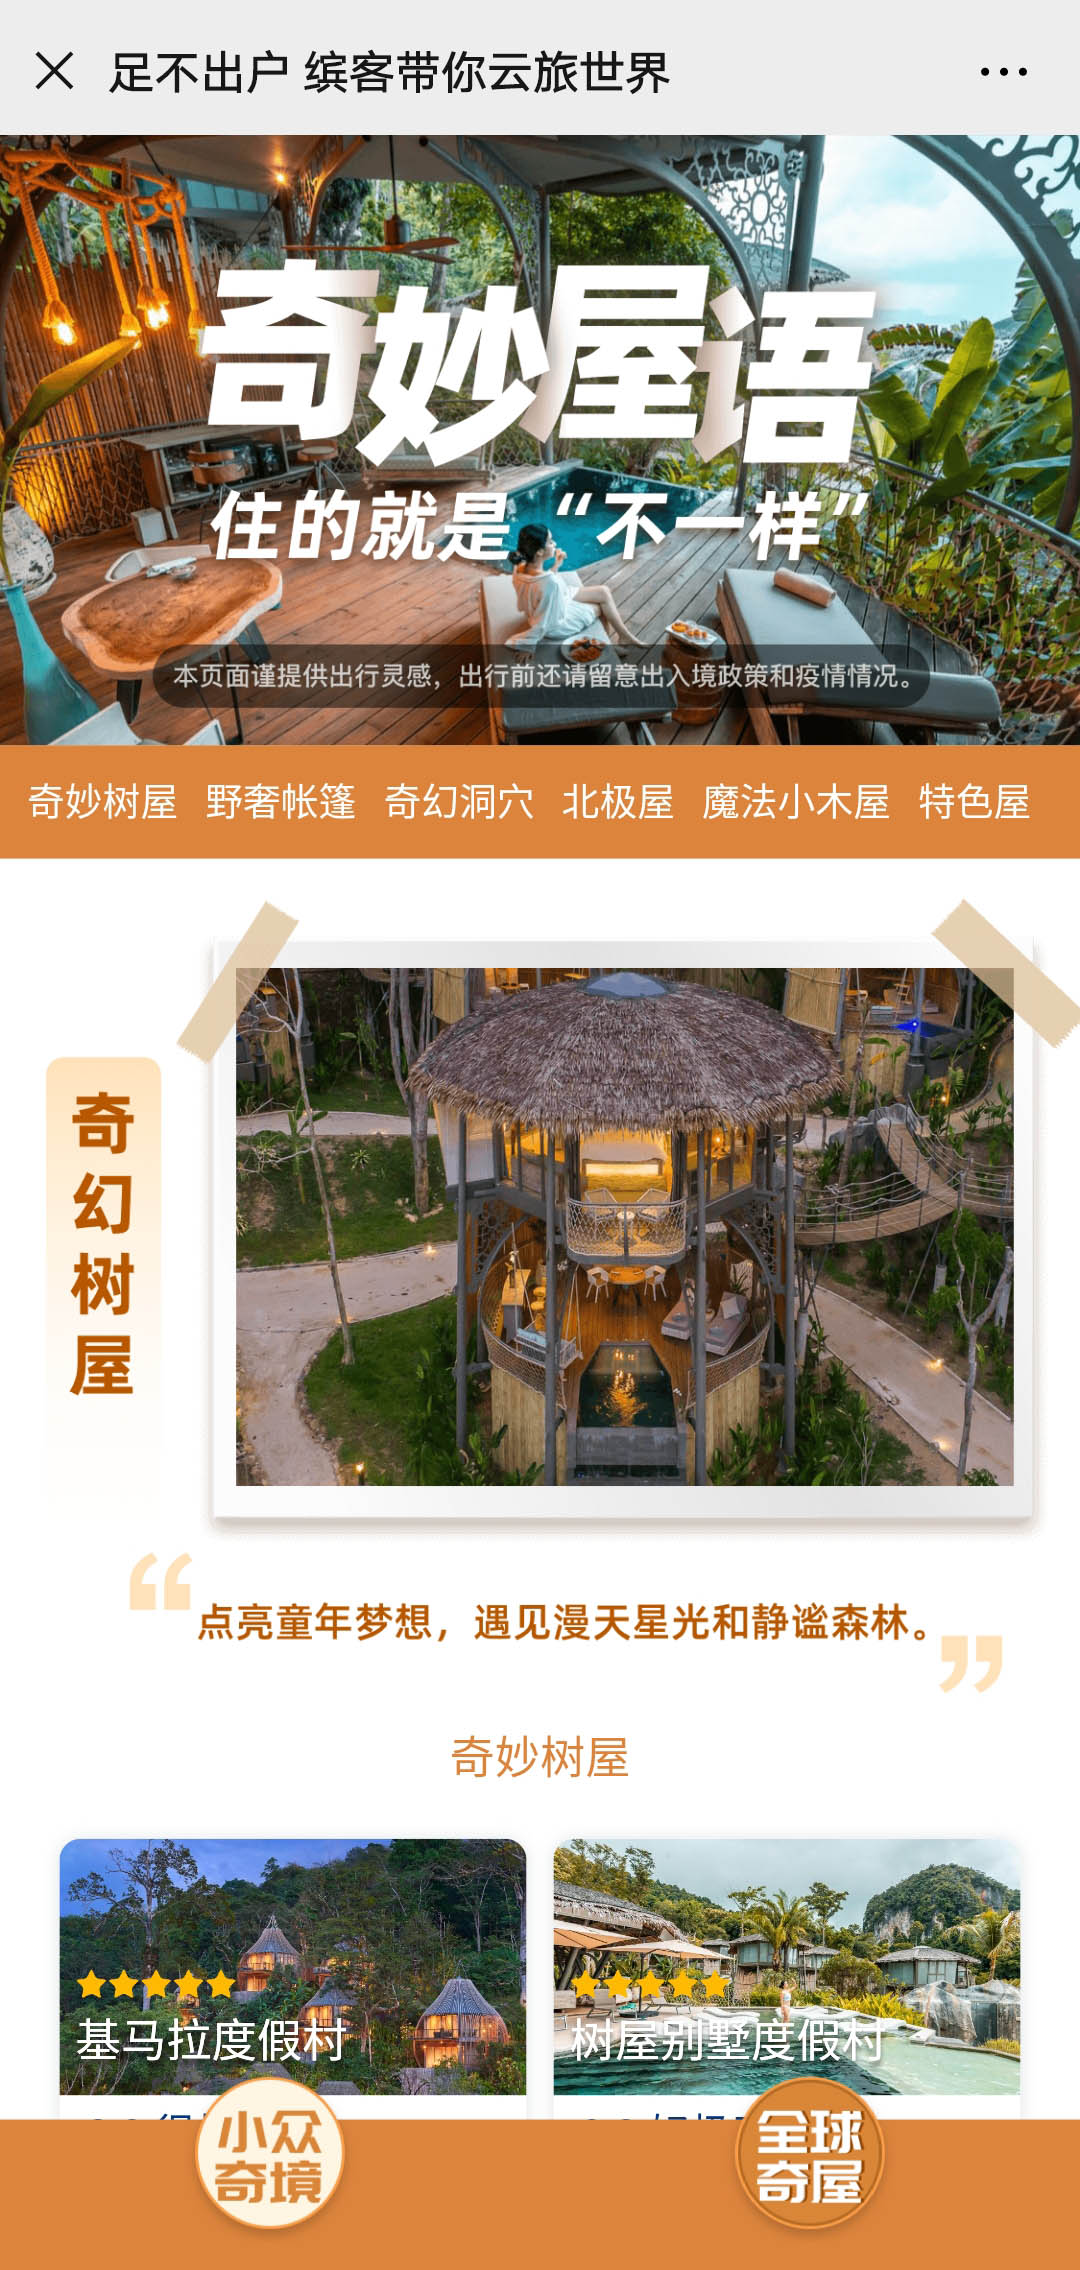 足不出户 缤客带你云旅世界
奇妙屋语
住的就是“不一样”
本页面谨提供出行灵感，出行前还请留意出入境政策和疫情情况。
奇妙树屋 野奢帐篷 奇幻洞穴 北极屋 魔法小木屋 特色屋
奇幻树屋
“点亮童年梦想，遇见漫天星光和静谧森林。”
奇妙树屋
基马拉度假村
树屋别墅度假村
小众
奇境
全球
奇屋